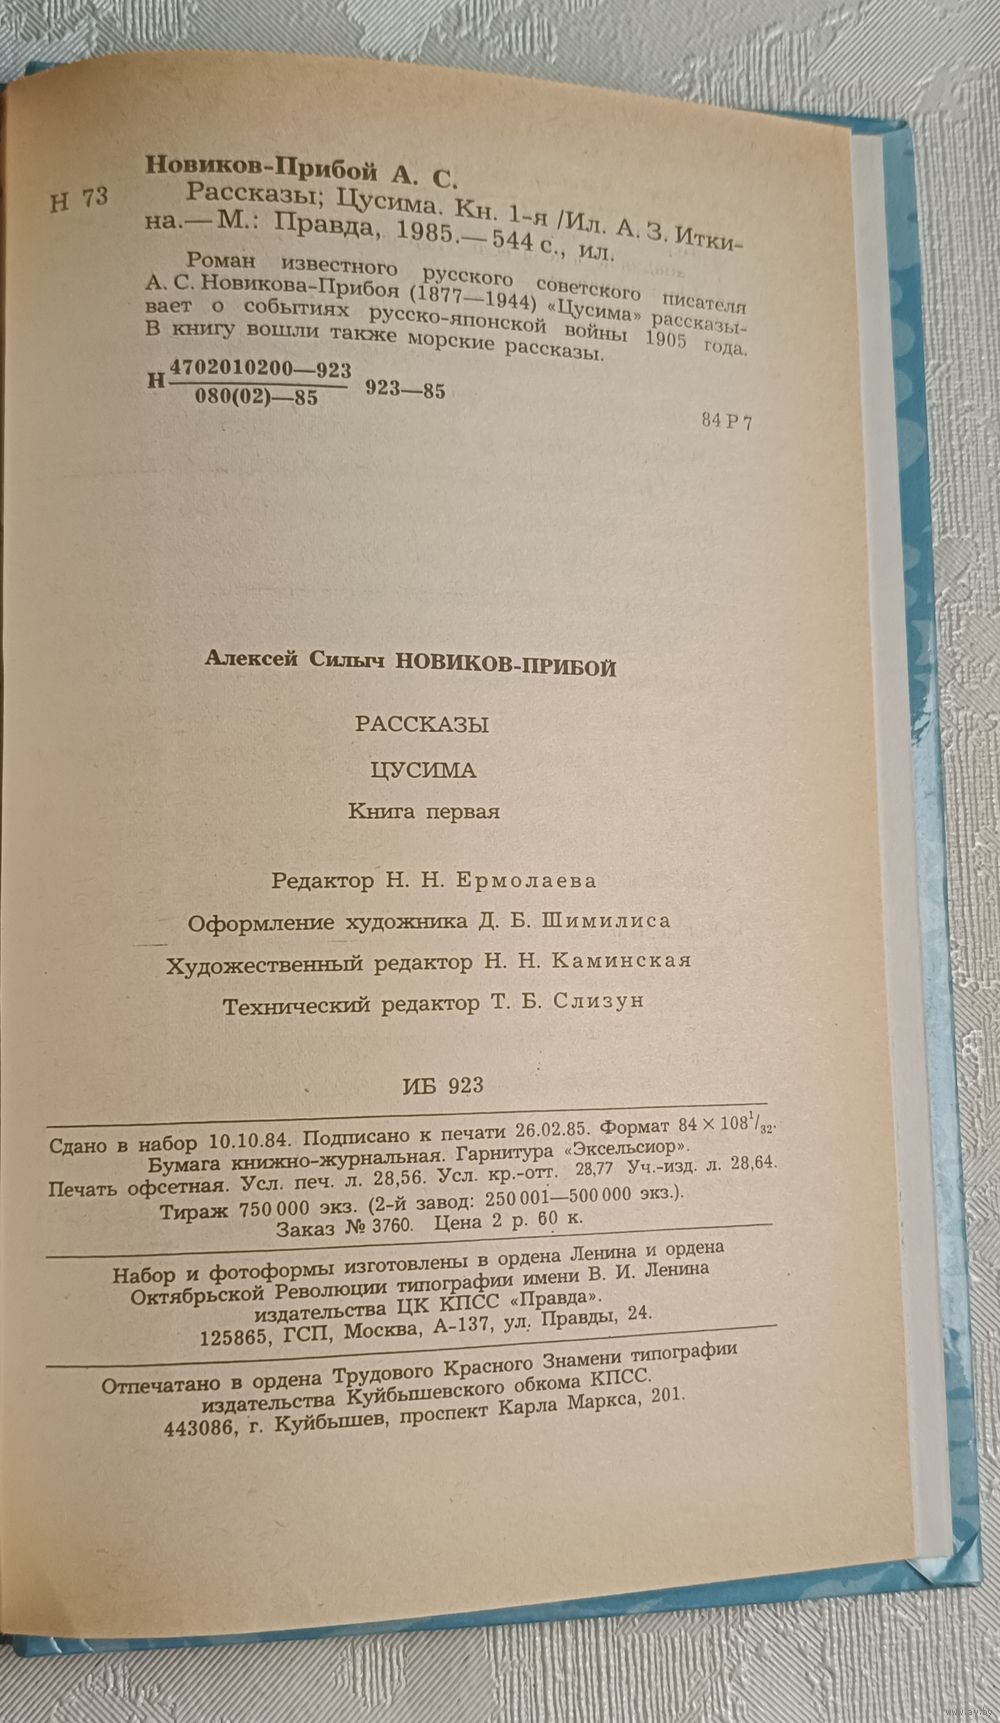 Новиков-Прибой А. С.
Н 73
Рассказы; Цусима. Кн. 1-я /Ил. А. З. Итки-
на.— М.: Правда, 1985.— 544 с., ил.
Роман известного русского советского писателя
А. С. Новикова-Прибоя (1877—1944) «Цусима» рассказы-
вает о событиях русско-японской войны 1905 года.
В книгу вошли также морские рассказы.
4702010200—923
Н 923—85
080(02)—85
84 Р 7
Алексей Силыч НОВИКОВ-ПРИБОЙ
РАССКАЗЫ
ЦУСИМА
Книга первая
Редактор Н. Н. Ермолаева
Оформление художника Д. Б. Шимилиса
Художественный редактор Н. Н. Каминская
Технический редактор Т. Б. Слизун
ИБ 923
Сдано в набор 10.10.84. Подписано к печати 26.02.85. Формат 84 × 108¹/₃₂.
Бумага книжно-журнальная. Гарнитура «Эксельсиор».
Печать офсетная. Усл. печ. л. 28,56. Усл. кр.-отт. 28,77 Уч.-изд. л. 28,64.
Тираж 750 000 экз. (2-й завод: 250 001—500 000 экз.).
Заказ № 3760. Цена 2 р. 60 к.
Набор и фотоформы изготовлены в ордена Ленина и ордена
Октябрьской Революции типографии имени В. И. Ленина
издательства ЦК КПСС «Правда».
125865, ГСП, Москва, А-137, ул. Правды, 24.
Отпечатано в ордена Трудового Красного Знамени типографии
издательства Куйбышевского обкома КПСС.
443086, г. Куйбышев, проспект Карла Маркса, 201.
www.ay.by